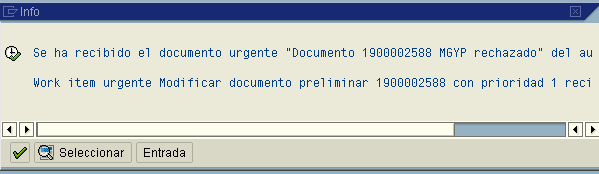 Info
Se ha recibido el documento urgente "Documento 1900002588 MGYP rechazado" del au
Work item urgente Modificar documento preliminar 1900002588 con prioridad 1 reci
Seleccionar Entrada